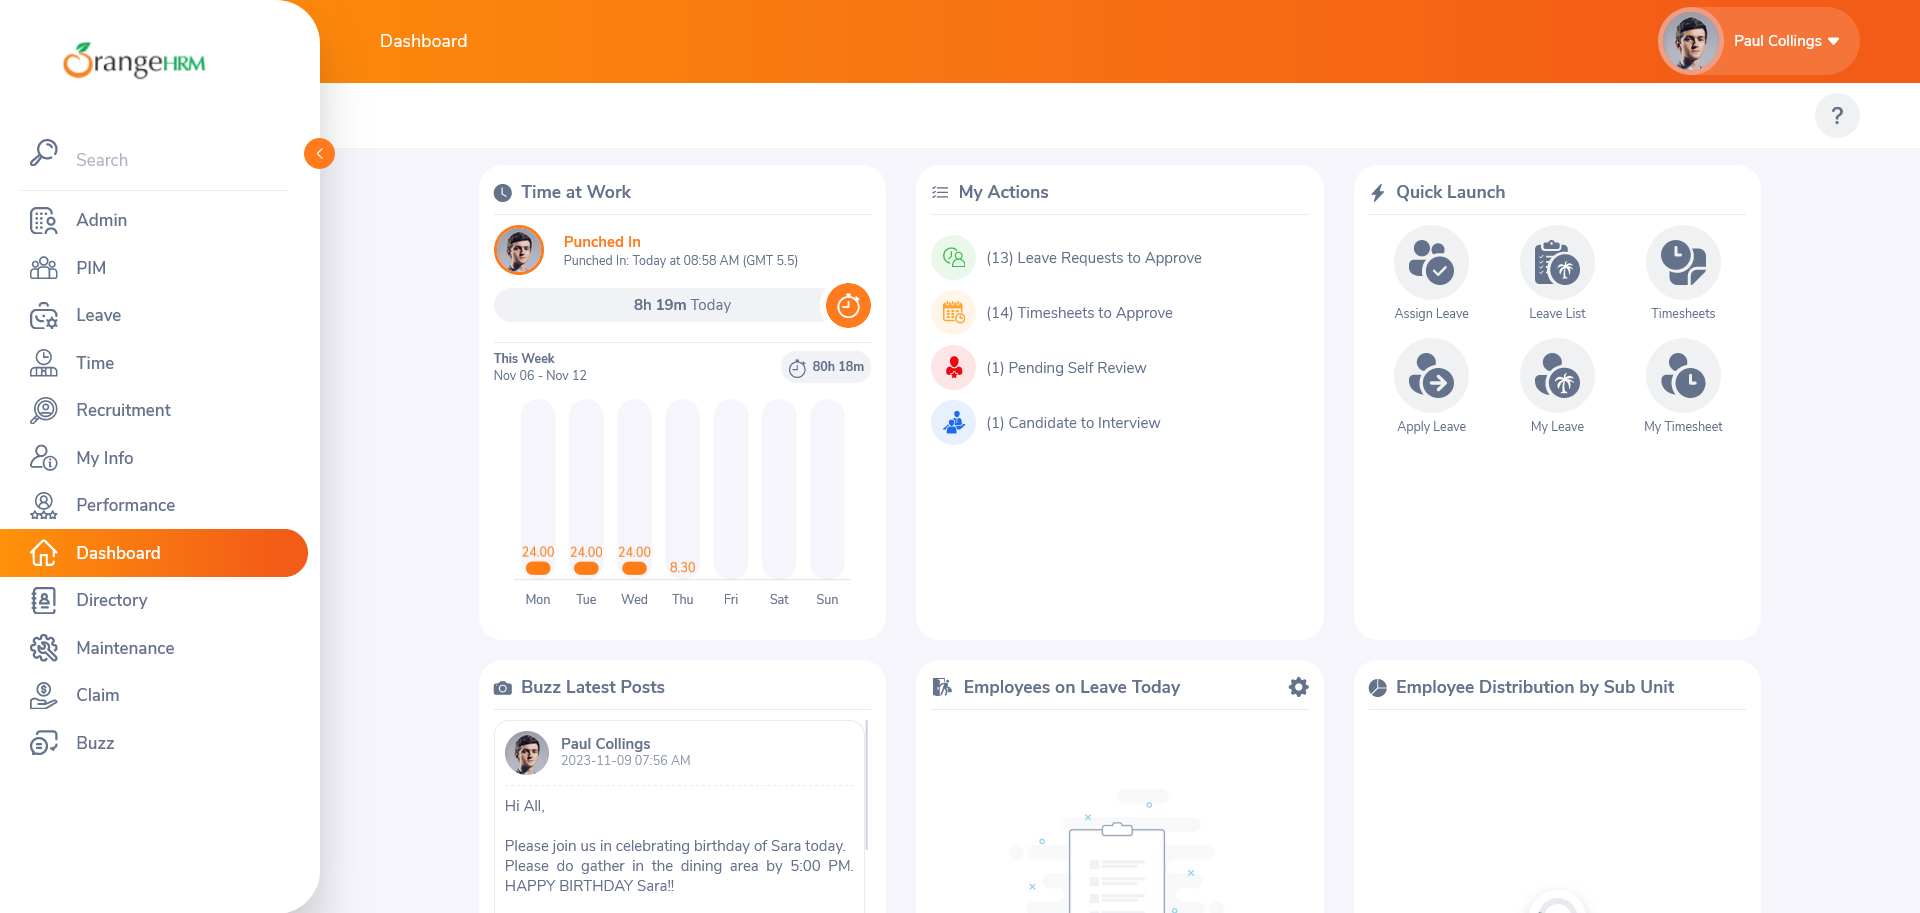 OrangeHRM
Search
Admin
PIM
Leave
Time
Recruitment
My Info
Performance
Dashboard
Directory
Maintenance
Claim
Buzz
Dashboard
Paul Collings
?
Time at Work
Punched In
Punched In: Today at 08:58 AM (GMT 5.5)
8h 19m Today
This Week
Nov 06 - Nov 12
80h 18m
24.00 24.00 24.00 8.30
Mon Tue Wed Thu Fri Sat Sun
My Actions
(13) Leave Requests to Approve
(14) Timesheets to Approve
(1) Pending Self Review
(1) Candidate to Interview
Quick Launch
Assign Leave Leave List Timesheets
Apply Leave My Leave My Timesheet
Buzz Latest Posts
Paul Collings
2023-11-09 07:56 AM
Hi All,
Please join us in celebrating birthday of Sara today.
Please do gather in the dining area by 5:00 PM.
HAPPY BIRTHDAY Sara!!
Employees on Leave Today
Employee Distribution by Sub Unit